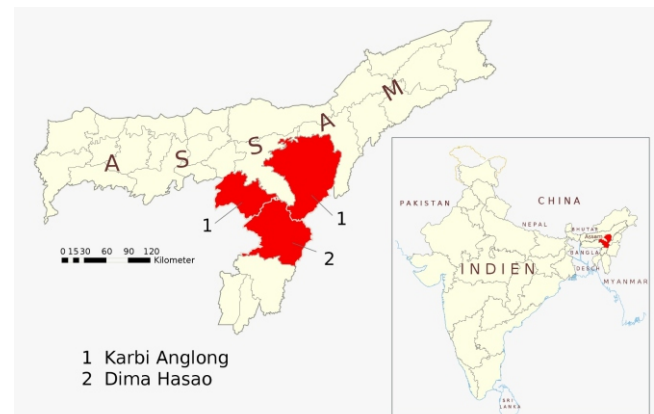 A S S A M
1
1
2
0 15 30 60 90 120
Kilometer
1 Karbi Anglong
2 Dima Hasao
PAKISTAN
CHINA
NEPAL
BHUTAN
Assam
BANGLA
DESCH
INDIEN
MYANMAR
SRI
LANKA